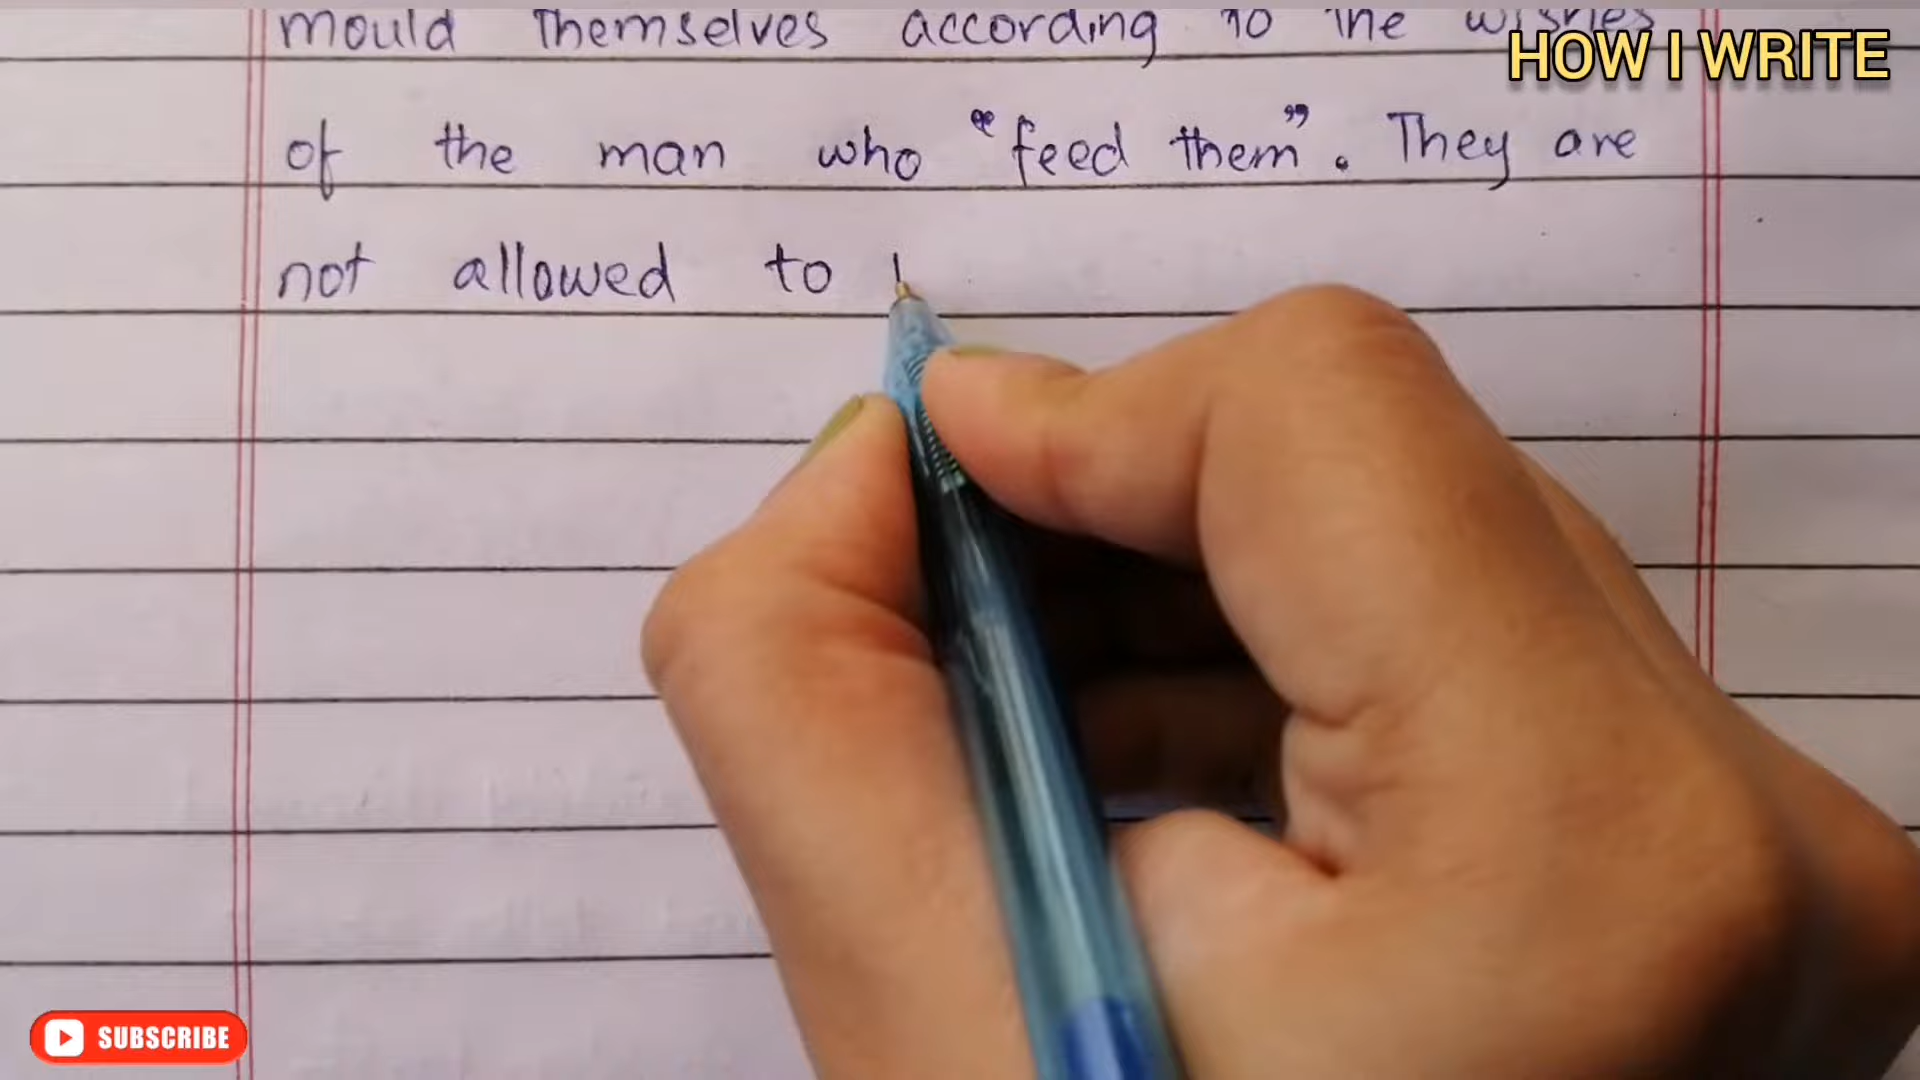 mould themselves according to the wishes
HOW I WRITE
of the man who "feed them". They are
not allowed to
SUBSCRIBE